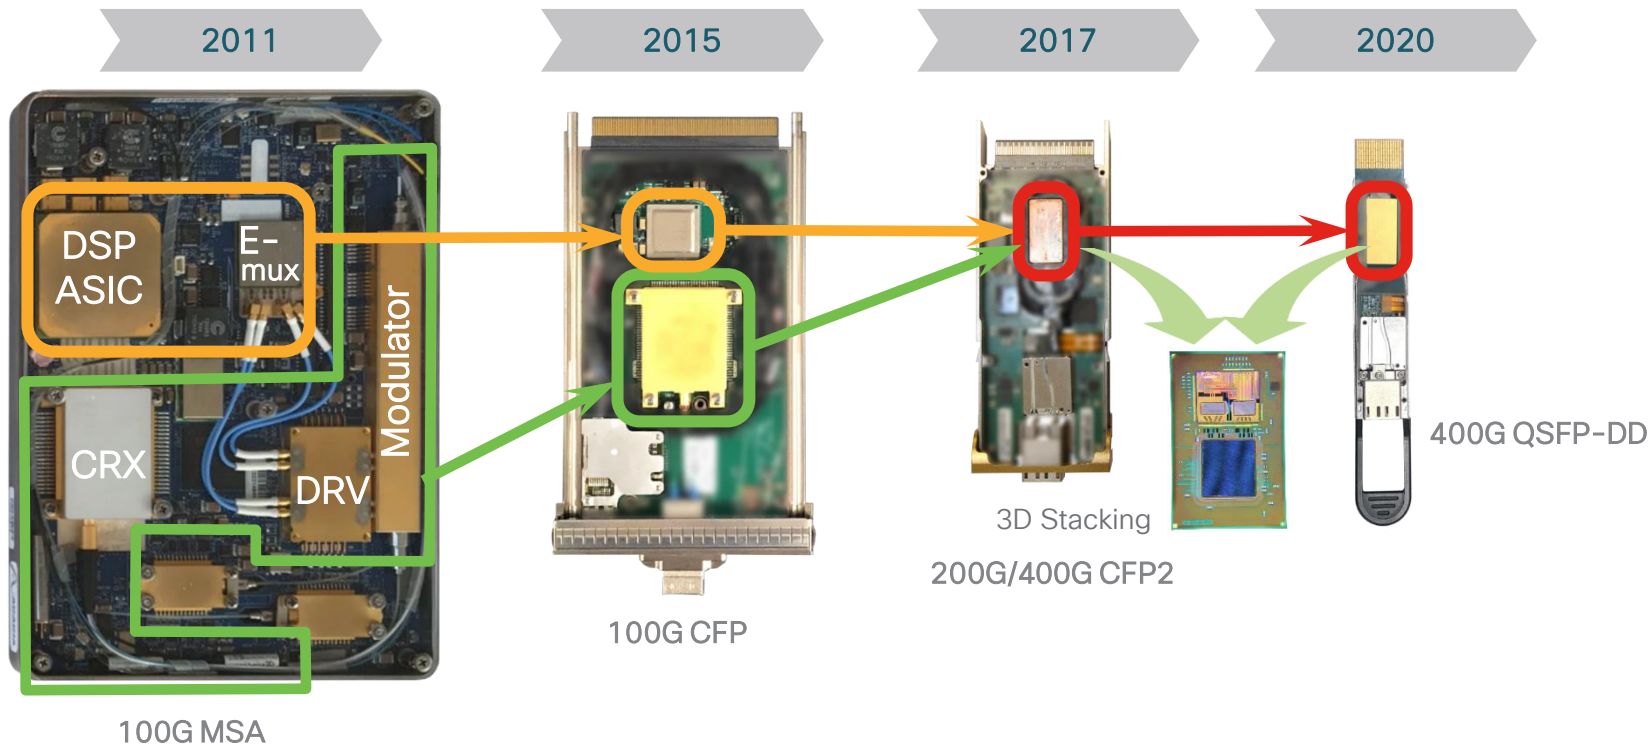 2011
2015
2017
2020
DSP
ASIC
E-
mux
Modulator
CRX
DRV
400G QSFP-DD
3D Stacking
200G/400G CFP2
100G CFP
100G MSA